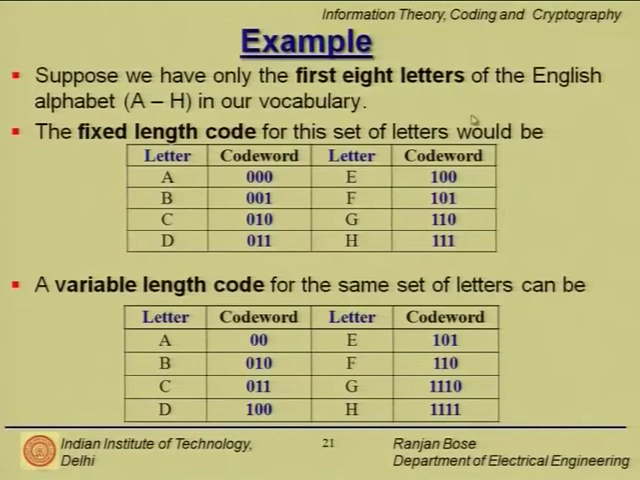 Information Theory, Coding and Cryptography
Example
Suppose we have only the first eight letters of the English
alphabet (A – H) in our vocabulary.
The fixed length code for this set of letters would be
Letter Codeword Letter Codeword
A 000 E 100
B 001 F 101
C 010 G 110
D 011 H 111
A variable length code for the same set of letters can be
Letter Codeword Letter Codeword
A 00 E 101
B 010 F 110
C 011 G 1110
D 100 H 1111
Indian Institute of Technology,
Delhi
21
Ranjan Bose
Department of Electrical Engineering